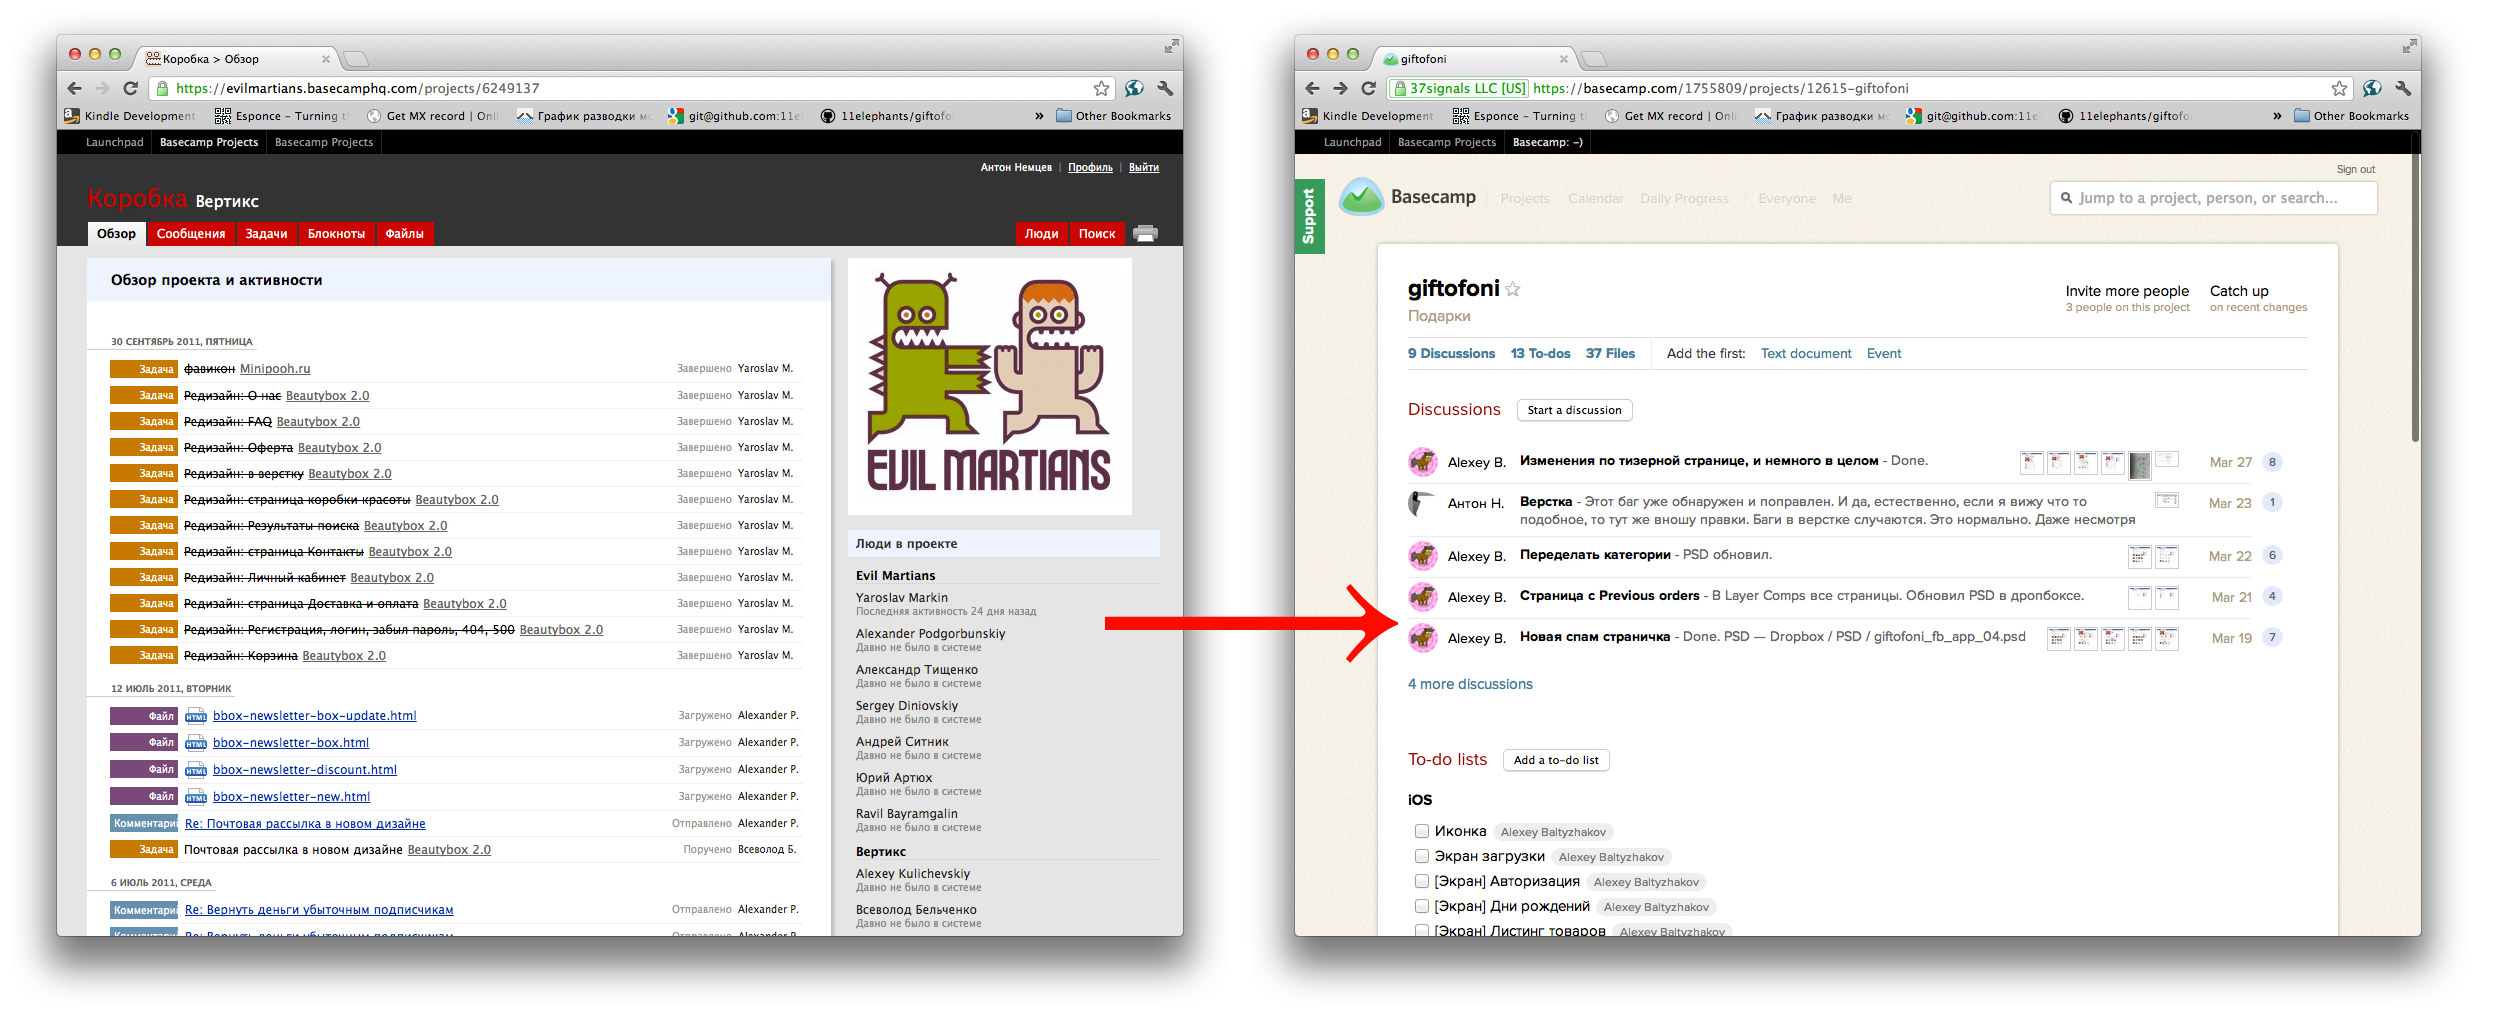 Коробка > Обзор
https://evilmartians.basecamphq.com/projects/6249137
Kindle Development
Esponce – Turning
Get MX record | Onl
График разводки
git@github.com:11el
11elephants/giftofo
»
Other Bookmarks
Launchpad
Basecamp Projects
Basecamp Projects
Антон Немцев | Профиль | Выйти
Коробка Вертикс
Обзор
Сообщения
Задачи
Блокноты
Файлы
Люди
Поиск
Обзор проекта и активности
30 СЕНТЯБРЬ 2011, ПЯТНИЦА
Задача фавикон Minipooh.ru Завершено Yaroslav M.
Задача Редизайн: О нас Beautybox 2.0 Завершено Yaroslav M.
Задача Редизайн: FAQ Beautybox 2.0 Завершено Yaroslav M.
Задача Редизайн: Оферта Beautybox 2.0 Завершено Yaroslav M.
Задача Редизайн: в верстку Beautybox 2.0 Завершено Yaroslav M.
Задача Редизайн: страница коробки красоты Beautybox 2.0 Завершено Yaroslav M.
Задача Редизайн: Результаты поиска Beautybox 2.0 Завершено Yaroslav M.
Задача Редизайн: страница Контакты Beautybox 2.0 Завершено Yaroslav M.
Задача Редизайн: Личный кабинет Beautybox 2.0 Завершено Yaroslav M.
Задача Редизайн: страница Доставка и оплата Beautybox 2.0 Завершено Yaroslav M.
Задача Редизайн: Регистрация, логин, забыл пароль, 404, 500 Beautybox 2.0 Завершено Yaroslav M.
Задача Редизайн: Корзина Beautybox 2.0 Завершено Yaroslav M.
12 ИЮЛЬ 2011, ВТОРНИК
Файл HTML bbox-newsletter-box-update.html Загружено Alexander P.
Файл HTML bbox-newsletter-box.html Загружено Alexander P.
Файл HTML bbox-newsletter-discount.html Загружено Alexander P.
Файл HTML bbox-newsletter-new.html Загружено Alexander P.
Комментарий Re: Почтовая рассылка в новом дизайне Отправлено Alexander P.
Задача Почтовая рассылка в новом дизайне Beautybox 2.0 Поручено Всеволод Б.
6 ИЮЛЬ 2011, СРЕДА
Комментарий Re: Вернуть деньги убыточным подписчикам Отправлено Alexander P.
Комментарий Re: Вернуть деньги убыточным подписчикам Отправлено Alexander P.
EVIL MARTIANS
Люди в проекте
Evil Martians
Yaroslav Markin
Последняя активность 24 дня назад
Alexander Podgorbunskiy
Давно не было в системе
Александр Тищенко
Давно не было в системе
Sergey Diniovskiy
Давно не было в системе
Андрей Ситник
Давно не было в системе
Юрий Артюх
Давно не было в системе
Ravil Bayramgalin
Давно не было в системе
Вертикс
Alexey Kulichevskiy
Давно не было в системе
Всеволод Бельченко
Давно не было в системе
giftofoni
37signals LLC [US] https://basecamp.com/1755809/projects/12615-giftofoni
Kindle Development
Esponce – Turning t
Get MX record | Onl
График разводки
git@github.com:11e
11elephants/giftofo
»
Other Bookmarks
Launchpad
Basecamp Projects
Basecamp: -)
Sign out
Support
Basecamp
Projects
Calendar
Daily Progress
Everyone
Me
Jump to a project, person, or search...
giftofoni
Подарки
Invite more people
3 people on this project
Catch up
on recent changes
9 Discussions 13 To-dos 37 Files Add the first: Text document Event
Discussions
Start a discussion
Alexey B. Изменения по тизерной странице, и немного в целом - Done. Mar 27 8
Антон Н. Верстка - Этот баг уже обнаружен и поправлен. И да, естественно, если я вижу что то Mar 23 1
подобное, то тут же вношу правки. Баги в верстке случаются. Это нормально. Даже несмотря
Alexey B. Переделать категории - PSD обновил. Mar 22 6
Alexey B. Страница с Previous orders - В Layer Comps все страницы. Обновил PSD в дропбоксе. Mar 21 4
Alexey B. Новая спам страничка - Done. PSD — Dropbox / PSD / giftofoni_fb_app_04.psd Mar 19 7
4 more discussions
To-do lists
Add a to-do list
iOS
Иконка Alexey Baltyzhakov
Экран загрузки Alexey Baltyzhakov
[Экран] Авторизация Alexey Baltyzhakov
[Экран] Дни рождений Alexey Baltyzhakov
[Экран] Листинг товаров Alexey Baltyzhakov